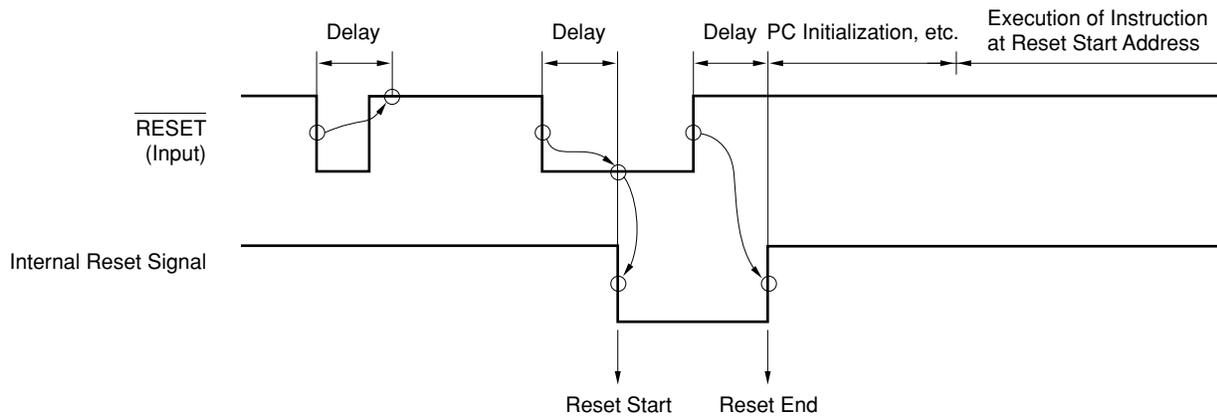 Delay
Delay
Delay
PC Initialization, etc.
Execution of Instruction
at Reset Start Address
RESET
(Input)
Internal Reset Signal
Reset Start
Reset End